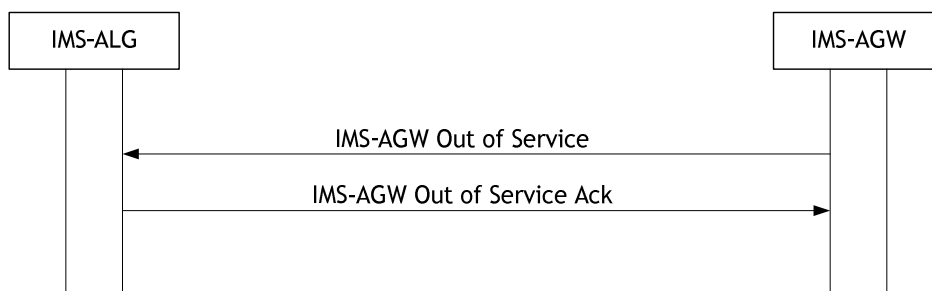 IMS-ALG
IMS-AGW
IMS-AGW Out of Service
IMS-AGW Out of Service Ack